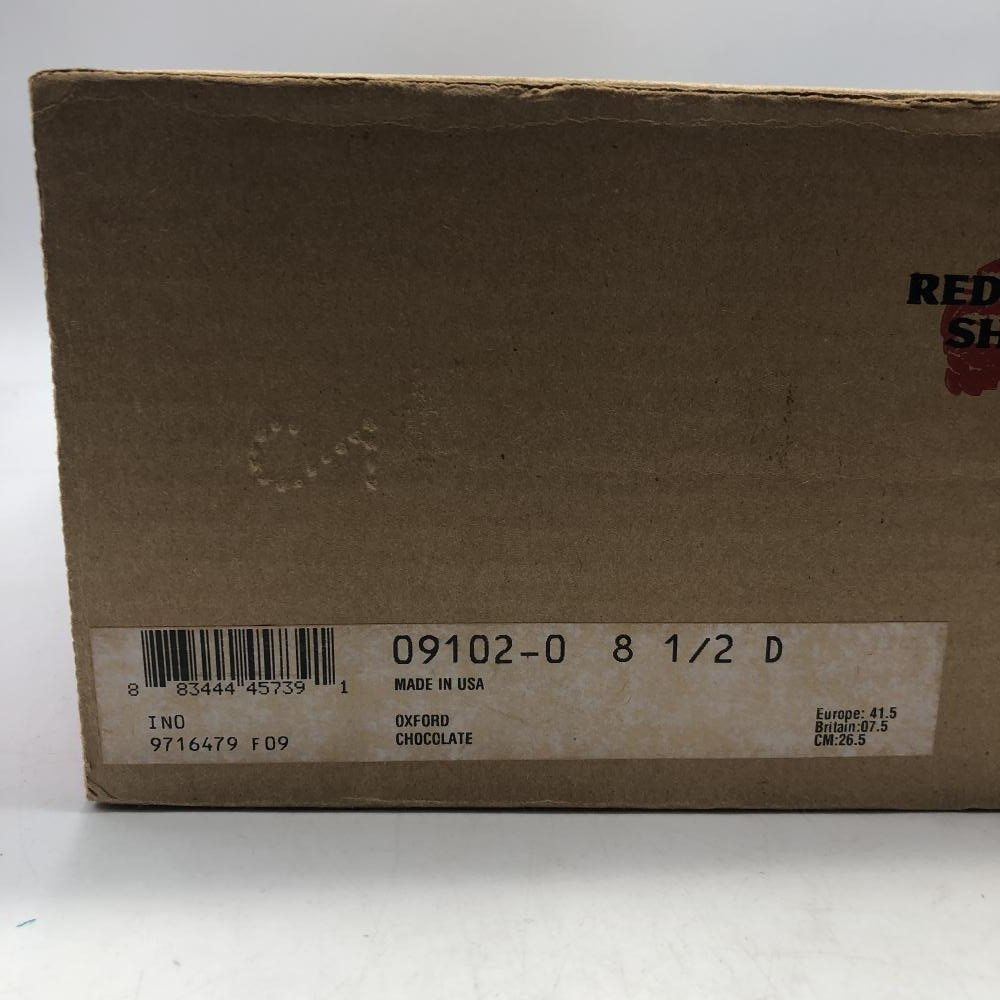 RED
SH
09102-0 8 1/2 D
8 83444 45739 1
MADE IN USA
INO
9716479 F09
OXFORD
CHOCOLATE
Europe: 41.5
Britain:07.5
CM:26.5